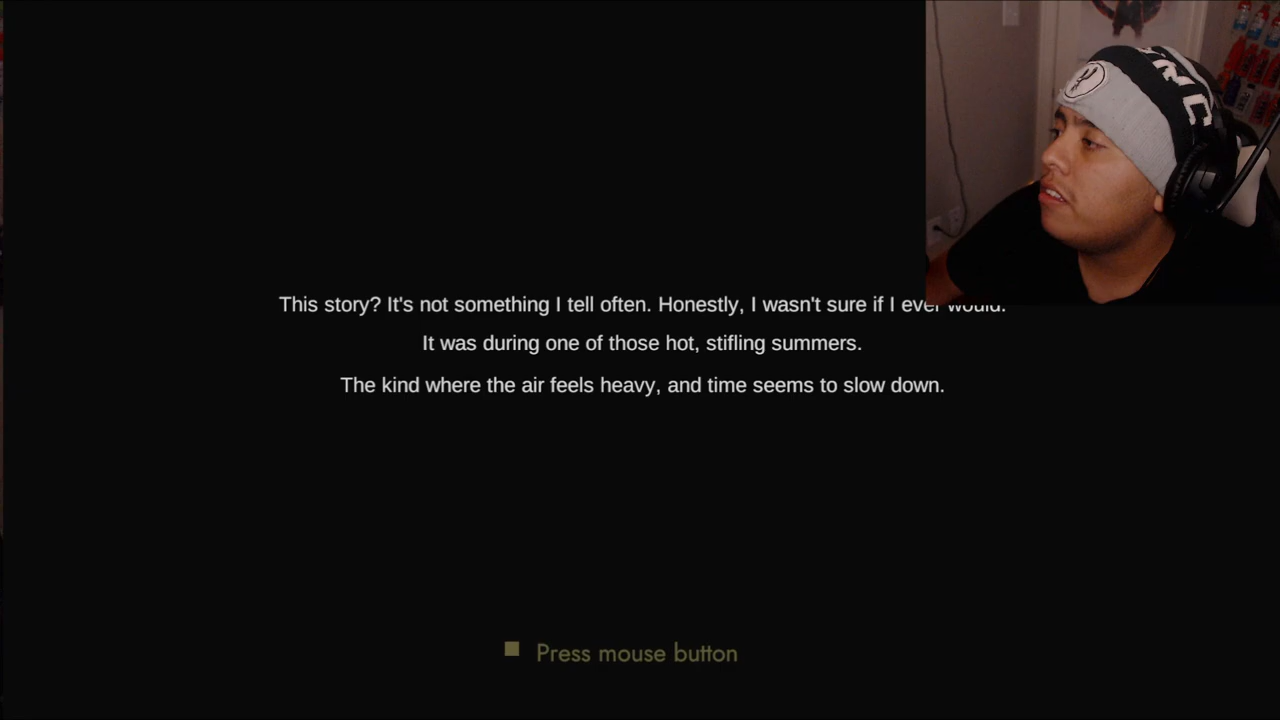 This story? It's not something I tell often. Honestly, I wasn't sure if I ever would.
It was during one of those hot, stifling summers.
The kind where the air feels heavy, and time seems to slow down.
Press mouse button